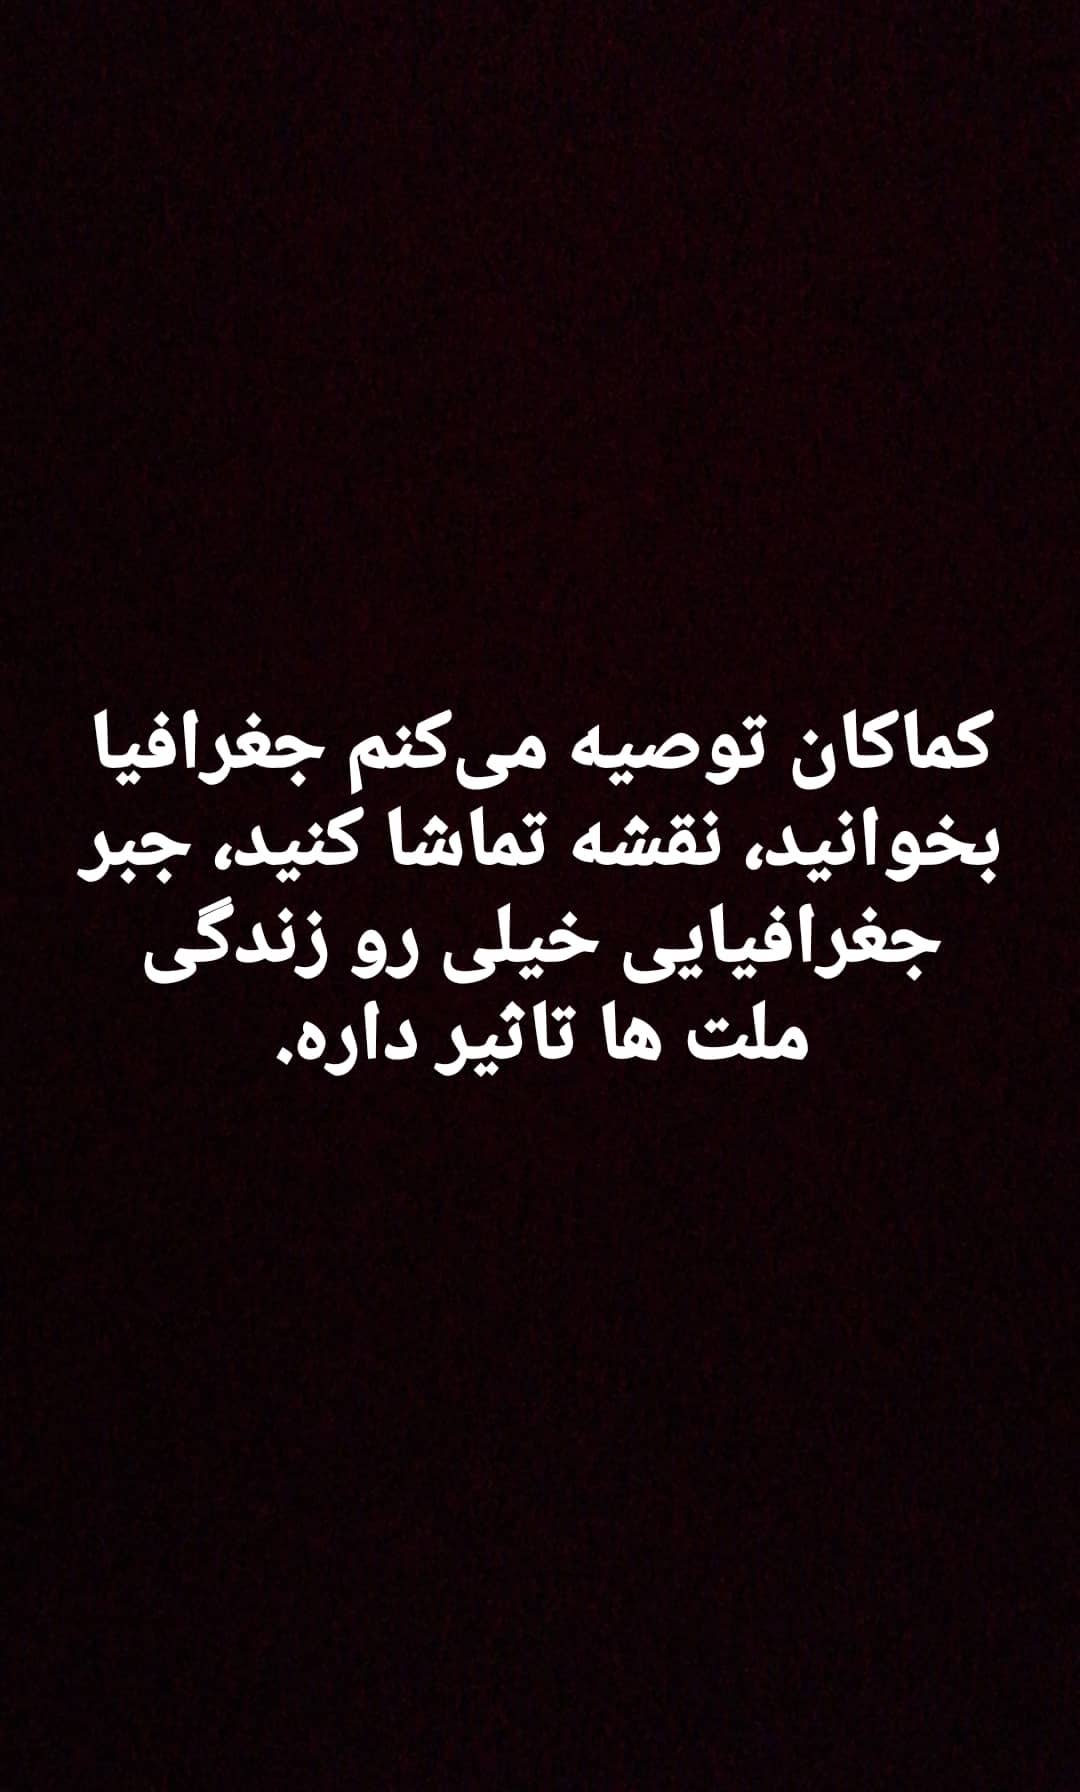 کماکان توصیه می‌کنم جغرافیا
بخوانید، نقشه تماشا کنید، جبر
جغرافیایی خیلی رو زندگی
ملت ها تاثیر داره.